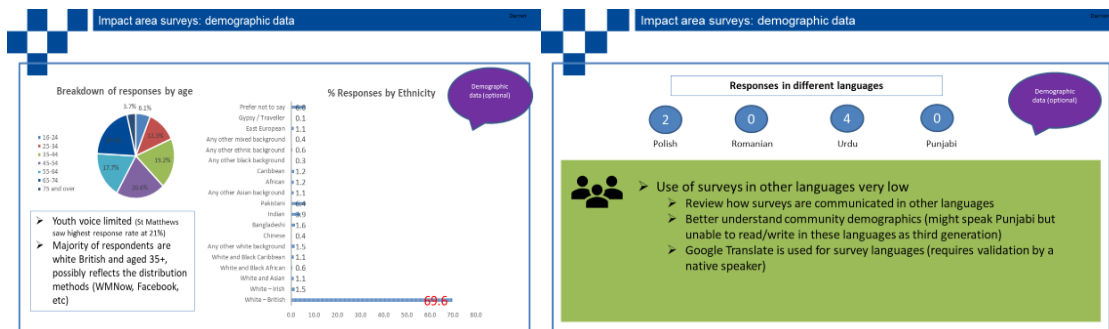 Impact area surveys: demographic data
Breakdown of responses by age
3.7%
6.1%
15.2%
17.7%
16-24
25-34
35-44
45-54
55-64
65-74
75 and over
Youth voice limited (St Matthews
saw highest response rate at 21%)
Majority of respondents are
white British and aged 35+,
possibly reflects the distribution
methods (WMNow, Facebook,
etc)
% Responses by Ethnicity
Demographic
data (optional)
Prefer not to say 6.0
Gypsy / Traveller 0.1
East European 1.1
Any other mixed background 0.4
Any other ethnic background 0.6
Any other black background 0.3
Caribbean 1.2
African 1.2
Any other Asian background 1.1
Pakistani 6.4
Indian
Bangladeshi 1.6
Chinese 0.4
Any other white background 1.5
White and Black Caribbean 1.1
White and Black African 0.6
White and Asian 1.1
White – Irish 1.5
White – British 69.6
0.0 10.0 20.0 30.0 40.0 50.0 60.0 70.0 80.0
Impact area surveys: demographic data
Responses in different languages
Demographic
data (optional)
2 0 4 0
Polish Romanian Urdu Punjabi
Use of surveys in other languages very low
Review how surveys are communicated in other languages
Better understand community demographics (might speak Punjabi but
unable to read/write in these languages as third generation)
Google Translate is used for survey languages (requires validation by a
native speaker)